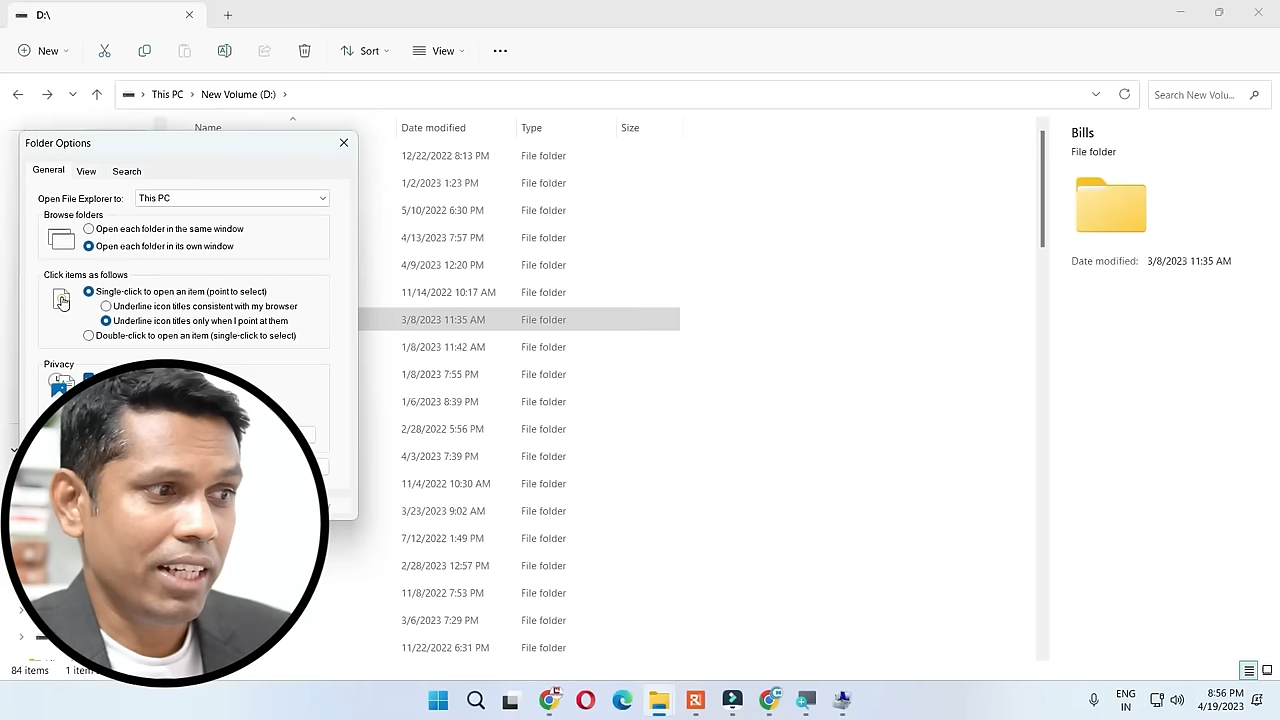 D:\
New
Sort
View
This PC
New Volume (D:)
Search New Volu...
Name
Date modified
Type
Size
12/22/2022 8:13 PM File folder
1/2/2023 1:23 PM File folder
5/10/2022 6:30 PM File folder
4/13/2023 7:57 PM File folder
4/9/2023 12:20 PM File folder
11/14/2022 10:17 AM File folder
3/8/2023 11:35 AM File folder
1/8/2023 11:42 AM File folder
1/8/2023 7:55 PM File folder
1/6/2023 8:39 PM File folder
2/28/2022 5:56 PM File folder
4/3/2023 7:39 PM File folder
11/4/2022 10:30 AM File folder
3/23/2023 9:02 AM File folder
7/12/2022 1:49 PM File folder
2/28/2023 12:57 PM File folder
11/8/2022 7:53 PM File folder
3/6/2023 7:29 PM File folder
11/22/2022 6:31 PM File folder
Folder Options
General View Search
Open File Explorer to: This PC
Browse folders
Open each folder in the same window
Open each folder in its own window
Click items as follows
Single-click to open an item (point to select)
Underline icon titles consistent with my browser
Underline icon titles only when I point at them
Double-click to open an item (single-click to select)
Privacy
Bills
File folder
Date modified: 3/8/2023 11:35 AM
84 items
ENG
IN
8:56 PM
4/19/2023